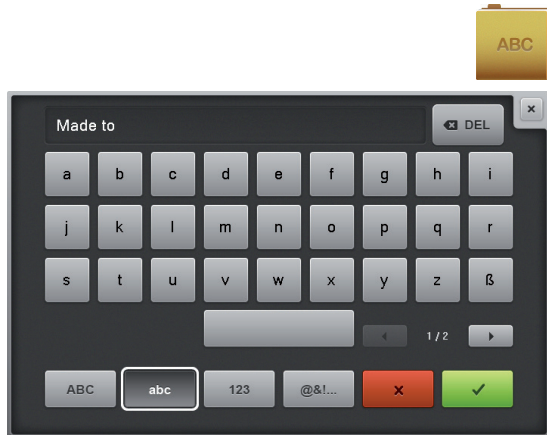 ABC
Made to
DEL
a b c d e f g h i
j k l m n o p q r
s t u v w x y z ß
1/2
ABC abc 123 @&!...